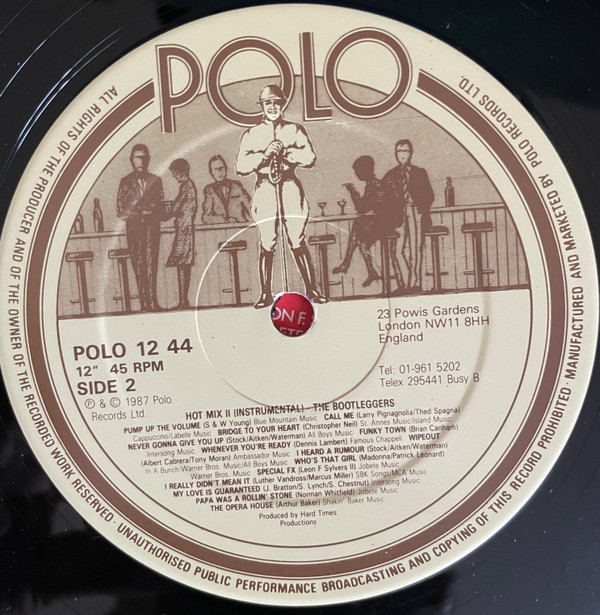 POLO
ALL RIGHTS OF THE PRODUCER AND OF THE OWNER OF THE RECORDED WORK RESERVED · UNAUTHORISED PUBLIC PERFORMANCE BROADCASTING AND COPYING OF THIS RECORD PROHIBITED · MANUFACTURED AND MARKETED BY POLO RECORDS LTD.
ON F.
23 Powis Gardens
London NW11 8HH
England
POLO 12 44
12" 45 RPM
SIDE 2
Tel: 01-961 5202
Telex 295441 Busy B
℗ & © 1987 Polo
Records Ltd.
HOT MIX II (INSTRUMENTAL) - THE BOOTLEGGERS
PUMP UP THE VOLUME (S & W Young) Blue Mountain Music CALL ME (Larry Pignagnolia/Thed Spagna)
Cappuccino/Labelle Music BRIDGE TO YOUR HEART (Christopher Neil) St. Annes Music/Island Music
NEVER GONNA GIVE YOU UP (Stock/Aitken/Waterman) All Boys Music FUNKY TOWN (Brian Canham)
Intersong Music WHENEVER YOU'RE READY (Dennis Lambert) Famous Chappell WIPEOUT
(Albert Cabrera/Tony Moran) Ambassador Music I HEARD A RUMOUR (Stock/Aitken/Waterman)
In A Bunch/Warner Bros. Music/All Boys Music WHO'S THAT GIRL (Madonna/Patrick Leonard)
Warner Bros. Music SPECIAL FX (Leon F Sylvers II) Jobete Music
I REALLY DIDN'T MEAN IT (Luther Vandross/Marcus Miller) SBK Songs/MCA Music
MY LOVE IS GUARANTEED (J. Bratton/S. Lynch/S. Chestnut) Intersong Music
PAPA WAS A ROLLIN' STONE (Norman Whitfield) Jobete Music
THE OPERA HOUSE (Arthur Baker) Shakin' Baker Music
Produced by Hard Times
Productions